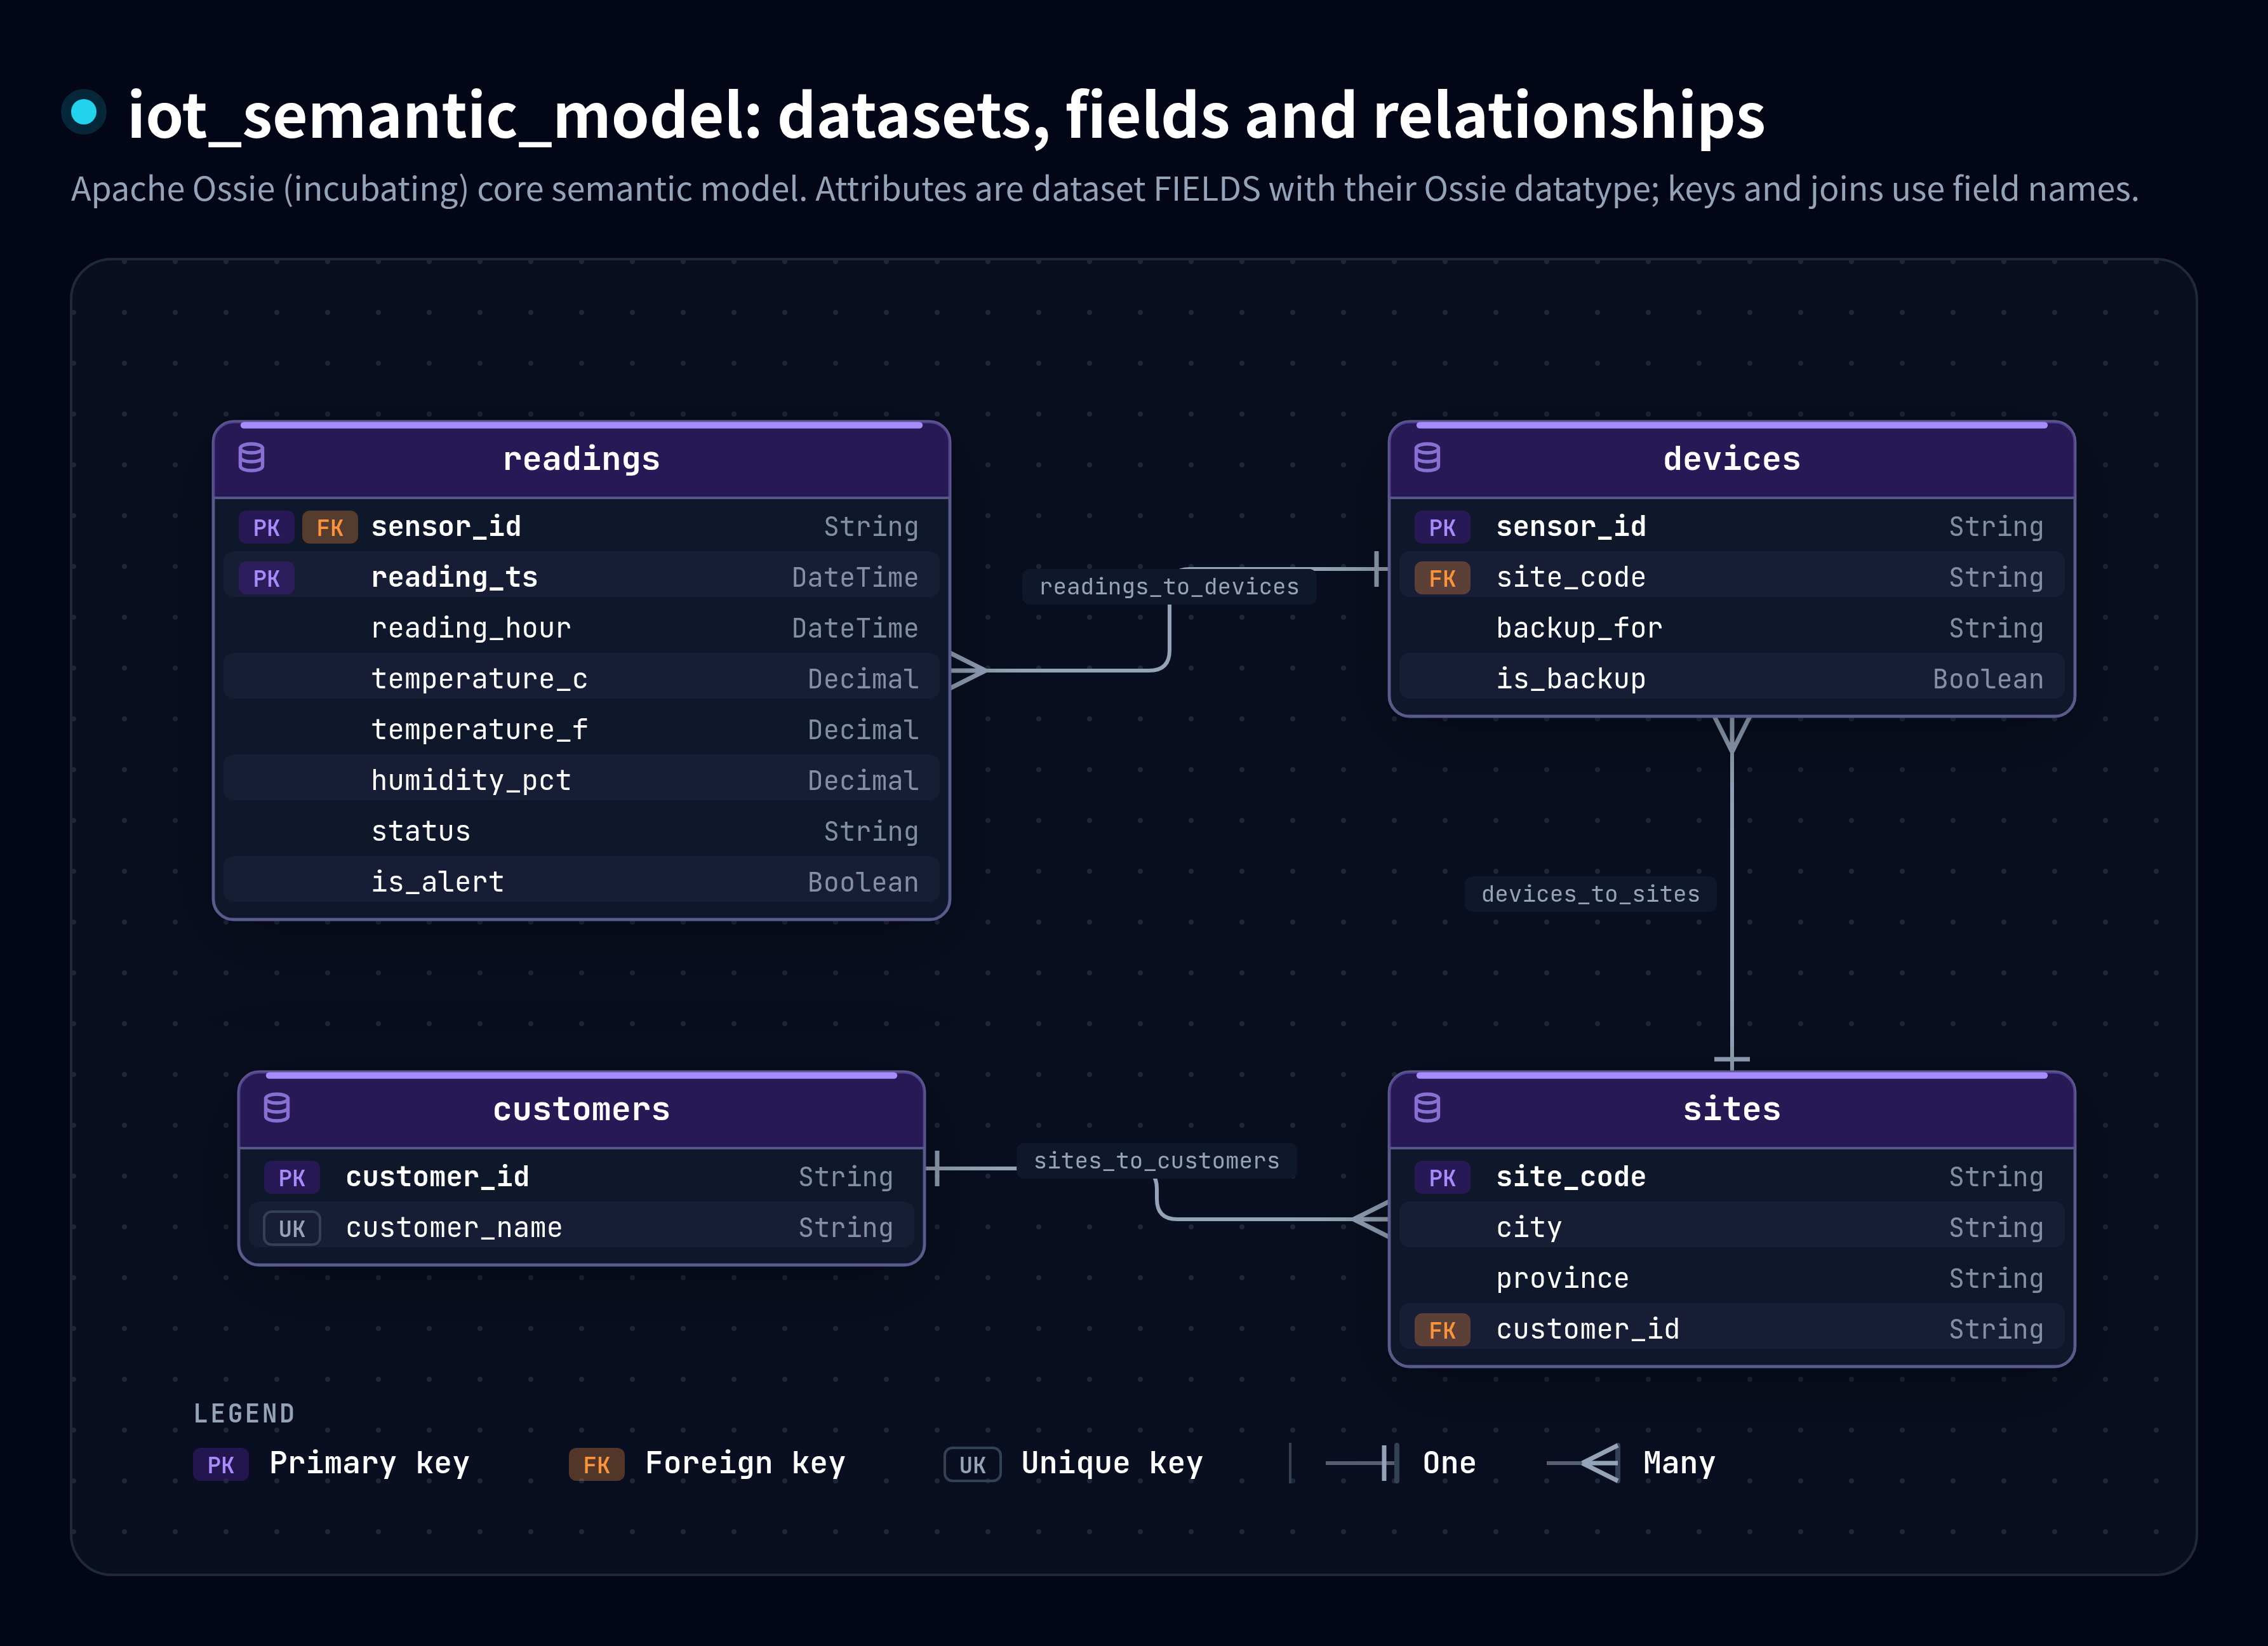 iot_semantic_model: datasets, fields and relationships
Apache Ossie (incubating) core semantic model. Attributes are dataset FIELDS with their Ossie datatype; keys and joins use field names.
readings
PK FK sensor_id String
PK reading_ts DateTime
reading_hour DateTime
temperature_c Decimal
temperature_f Decimal
humidity_pct Decimal
status String
is_alert Boolean
readings_to_devices
devices
PK sensor_id String
FK site_code String
backup_for String
is_backup Boolean
devices_to_sites
customers
PK customer_id String
UK customer_name String
sites_to_customers
sites
PK site_code String
city String
province String
FK customer_id String
LEGEND
PK Primary key FK Foreign key UK Unique key One Many